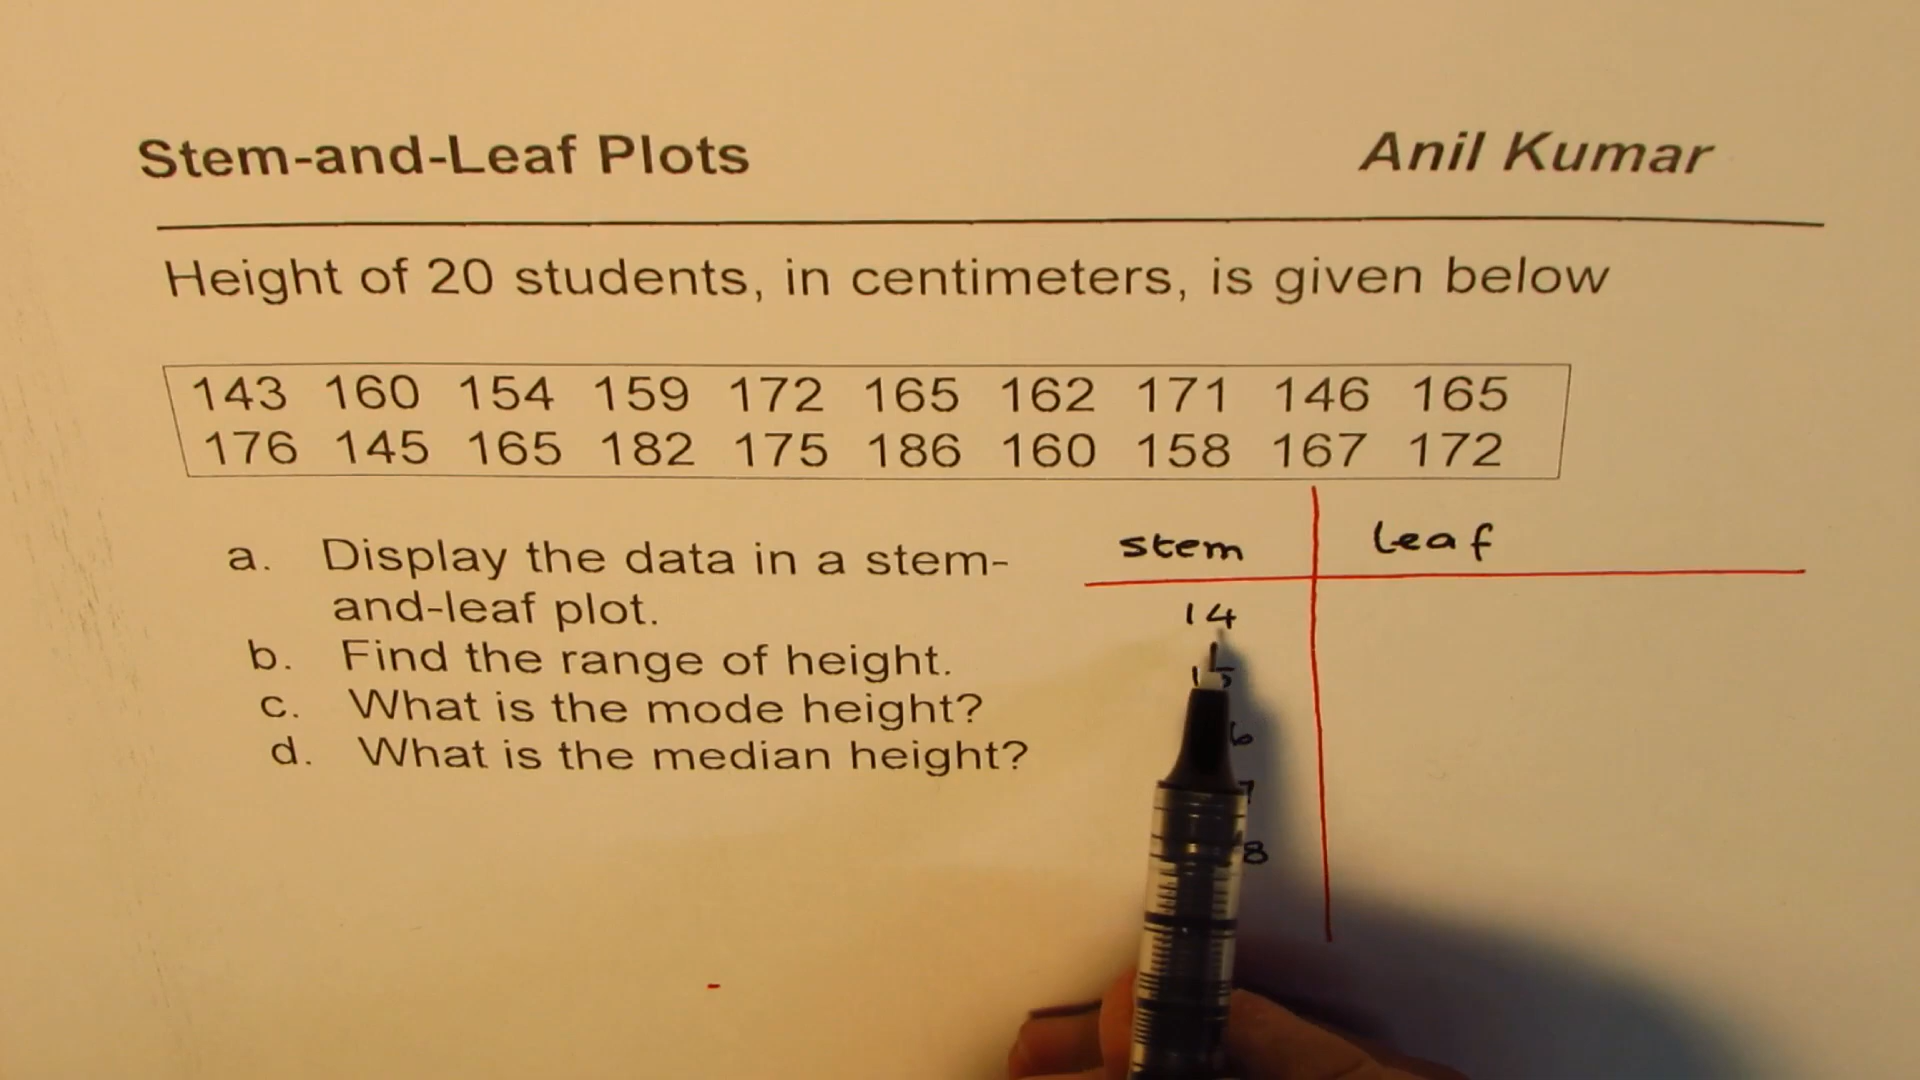 Stem-and-Leaf Plots Anil Kumar
Height of 20 students, in centimeters, is given below
143 160 154 159 172 165 162 171 146 165
176 145 165 182 175 186 160 158 167 172
a. Display the data in a stem-
and-leaf plot.
b. Find the range of height.
c. What is the mode height?
d. What is the median height?
stem leaf
14
15
6
7
8